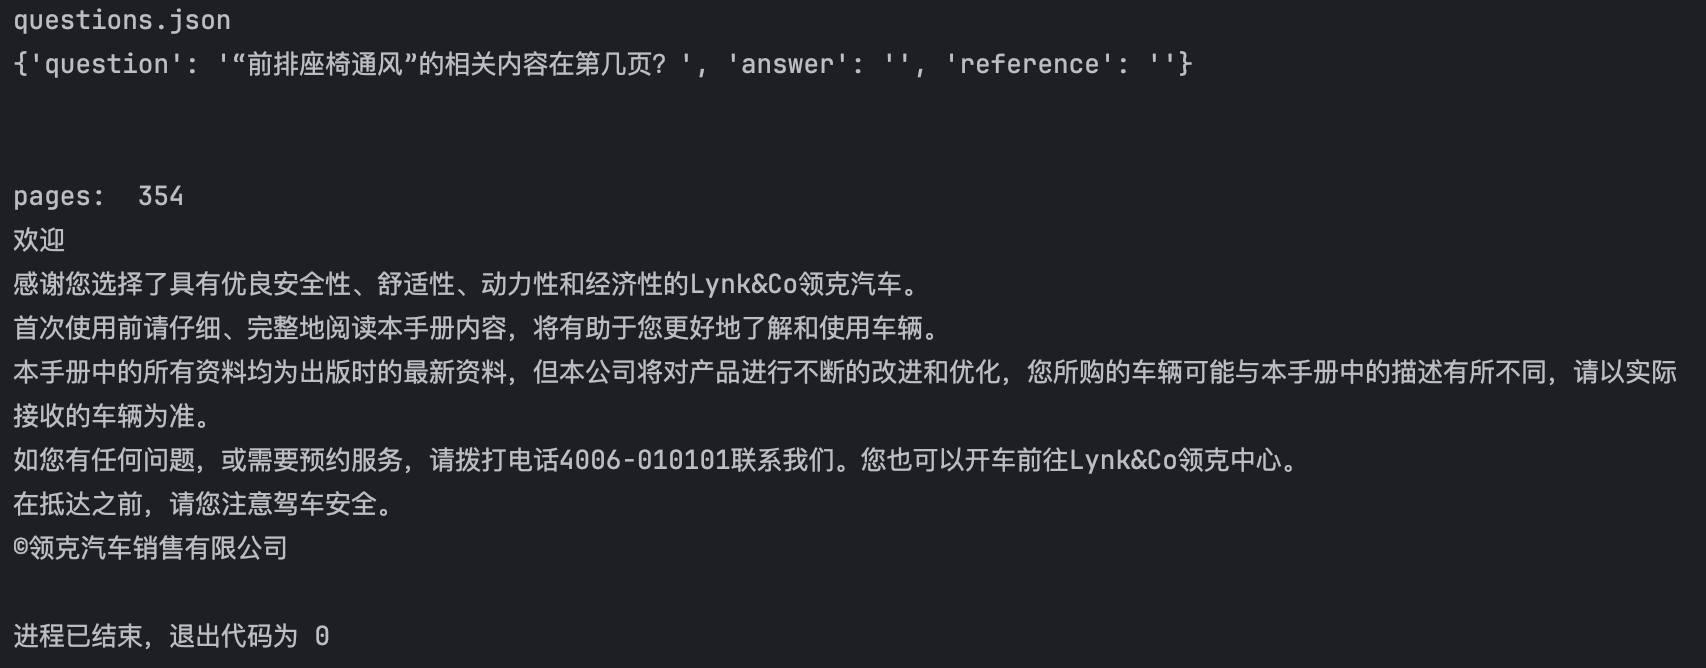 questions.json
{'question': '“前排座椅通风”的相关内容在第几页？', 'answer': '', 'reference': ''}
pages:  354
欢迎
感谢您选择了具有优良安全性、舒适性、动力性和经济性的Lynk&Co领克汽车。
首次使用前请仔细、完整地阅读本手册内容，将有助于您更好地了解和使用车辆。
本手册中的所有资料均为出版时的最新资料，但本公司将对产品进行不断的改进和优化，您所购的车辆可能与本手册中的描述有所不同，请以实际
接收的车辆为准。
如您有任何问题，或需要预约服务，请拨打电话4006-010101联系我们。您也可以开车前往Lynk&Co领克中心。
在抵达之前，请您注意驾车安全。
©领克汽车销售有限公司
进程已结束，退出代码为 0